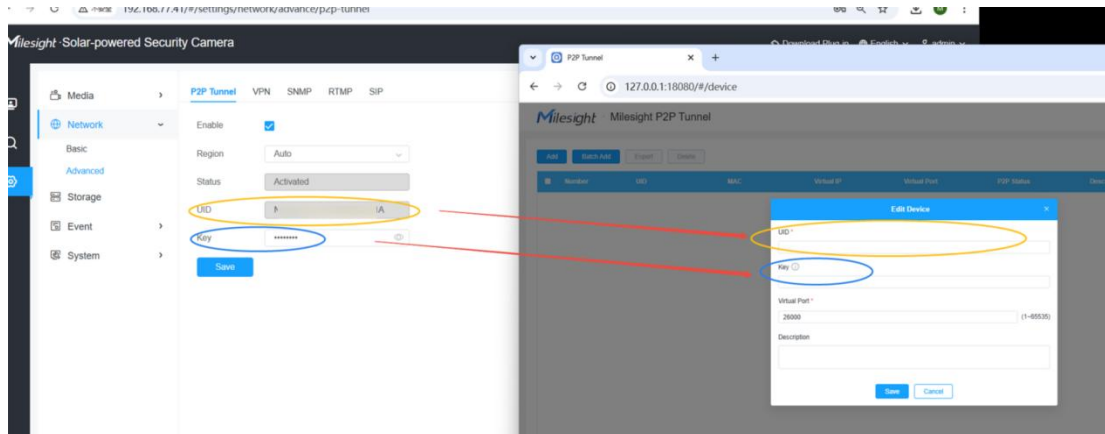 192.168.77.41/#/settings/network/advance/p2p-tunnel
Milesight · Solar-powered Security Camera
Download Plug-in
English
admin
Media
Network
Basic
Advanced
Storage
Event
System
P2P Tunnel VPN SNMP RTMP SIP
Enable
Region Auto
Status Activated
UID
Key ••••••••
Save
P2P Tunnel
127.0.0.1:18080/#/device
Milesight · Milesight P2P Tunnel
Add Batch Add Export Delete
Number UID MAC Virtual IP Virtual Port P2P Status
Edit Device
UID *
Key
Virtual Port *
26000 (1~65535)
Description
Save Cancel